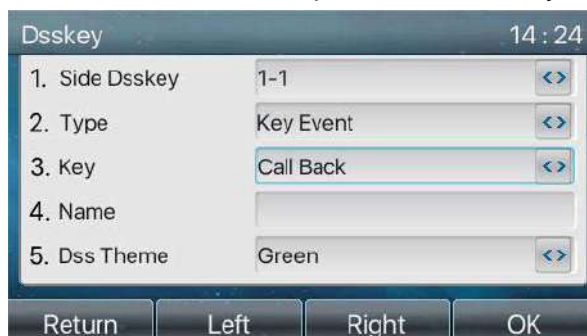 Dsskey 14:24
1. Side Dsskey 1-1 <>
2. Type Key Event <>
3. Key Call Back <>
4. Name
5. Dss Theme Green <>
Return Left Right OK